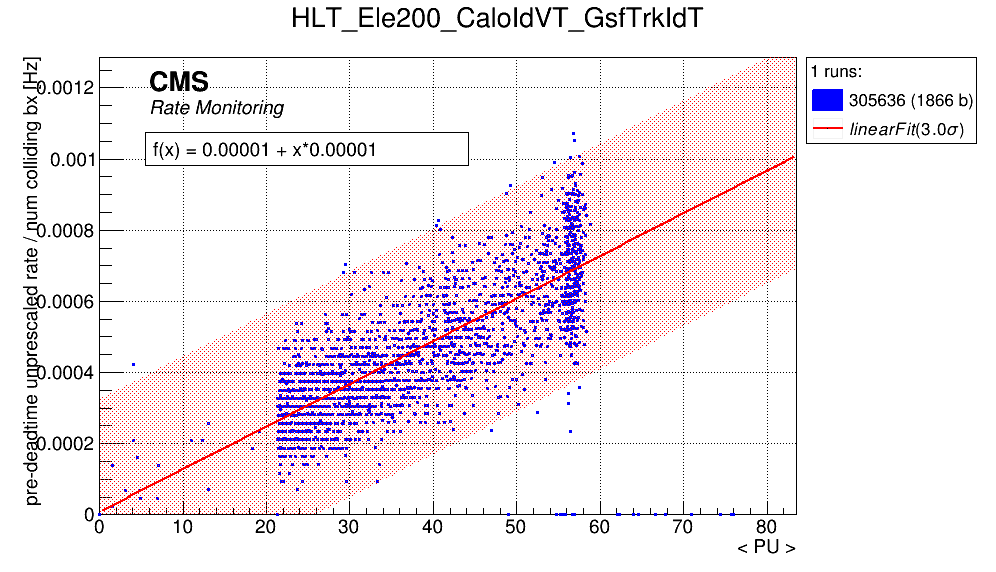 HLT_Ele200_CaloIdVT_GsfTrkIdT
pre-deadtime unprescaled rate / num colliding bx [Hz]
0.0012
0.001
0.0008
0.0006
0.0004
0.0002
0
CMS
Rate Monitoring
f(x) = 0.00001 + x*0.00001
1 runs:
305636 (1866 b)
linearFit(3.0σ)
0 10 20 30 40 50 60 70 80
< PU >